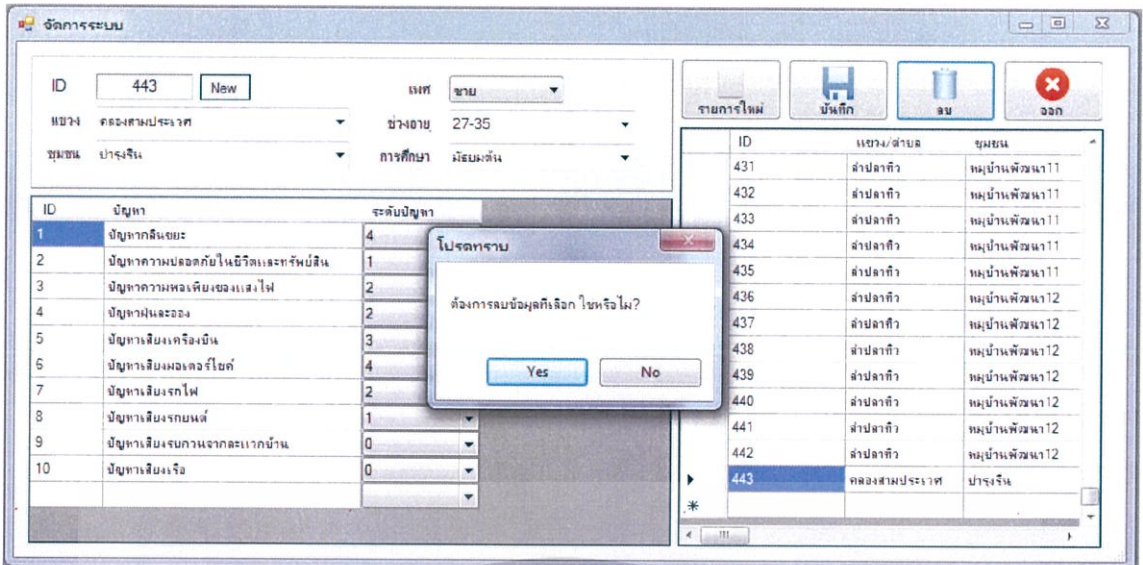 จัดการระบบ
ID 443 New เพศ ชาย
แขวง คลองสามประเวศ ช่วงอายุ 27-35
ชุมชน บำรุงรื่น การศึกษา มัธยมต้น
รายการใหม่ บันทึก ลบ ออก
ID ปัญหา ระดับปัญหา
1 ปัญหากลิ่นขยะ 4
2 ปัญหาความปลอดภัยในชีวิตและทรัพย์สิน 1
3 ปัญหาความพอเพียงของแสงไฟ 2
4 ปัญหาฝุ่นละออง 2
5 ปัญหาเสียงเครื่องบิน 3
6 ปัญหาเสียงมอเตอร์ไซค์ 4
7 ปัญหาเสียงรถไฟ 2
8 ปัญหาเสียงรถยนต์ 1
9 ปัญหาเสียงรบกวนจากละแวกบ้าน 0
10 ปัญหาเสียงเรือ 0
โปรดทราบ
ต้องการลบข้อมูลที่เลือก ใช่หรือไม่?
Yes No
ID แขวง/ตำบล ชุมชน
431 ลำปลาทิว หมู่บ้านพัฒนา11
432 ลำปลาทิว หมู่บ้านพัฒนา11
433 ลำปลาทิว หมู่บ้านพัฒนา11
434 ลำปลาทิว หมู่บ้านพัฒนา11
435 ลำปลาทิว หมู่บ้านพัฒนา11
436 ลำปลาทิว หมู่บ้านพัฒนา12
437 ลำปลาทิว หมู่บ้านพัฒนา12
438 ลำปลาทิว หมู่บ้านพัฒนา12
439 ลำปลาทิว หมู่บ้านพัฒนา12
440 ลำปลาทิว หมู่บ้านพัฒนา12
441 ลำปลาทิว หมู่บ้านพัฒนา12
442 ลำปลาทิว หมู่บ้านพัฒนา12
443 คลองสามประเวศ บำรุงรื่น